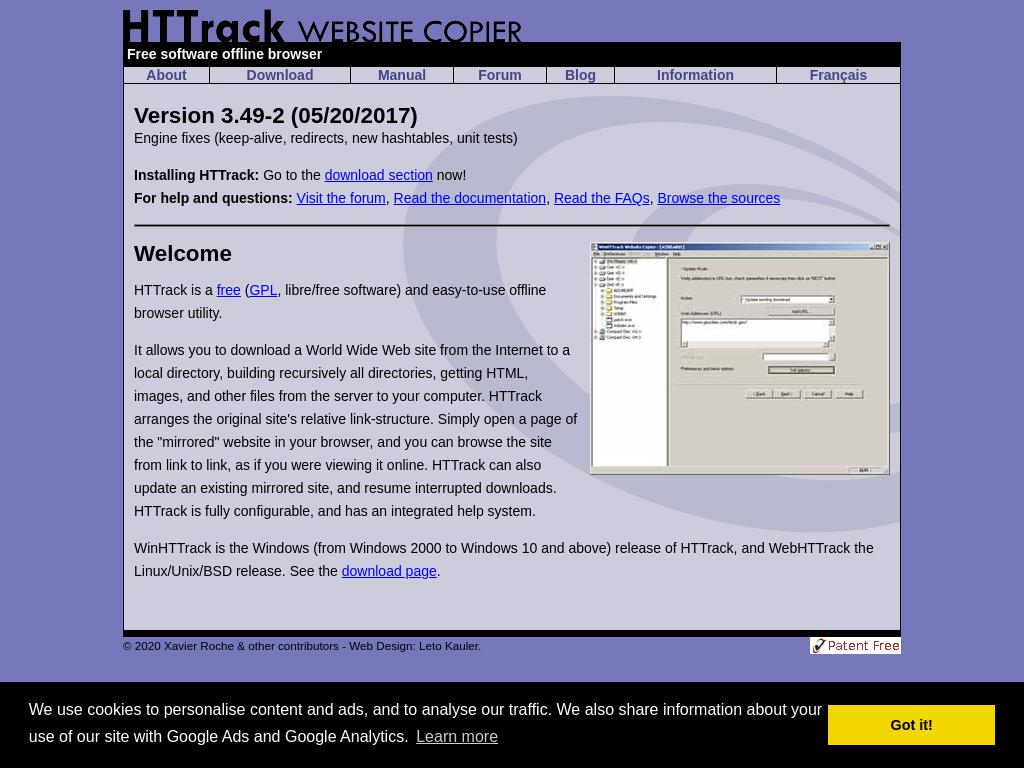 HTTrack WEBSITE COPIER
Free software offline browser
About Download Manual Forum Blog Information Français
Version 3.49-2 (05/20/2017)
Engine fixes (keep-alive, redirects, new hashtables, unit tests)
Installing HTTrack: Go to the download section now!
For help and questions: Visit the forum, Read the documentation, Read the FAQs, Browse the sources
Welcome
HTTrack is a free (GPL, libre/free software) and easy-to-use offline
browser utility.
It allows you to download a World Wide Web site from the Internet to a
local directory, building recursively all directories, getting HTML,
images, and other files from the server to your computer. HTTrack
arranges the original site's relative link-structure. Simply open a page of
the "mirrored" website in your browser, and you can browse the site
from link to link, as if you were viewing it online. HTTrack can also
update an existing mirrored site, and resume interrupted downloads.
HTTrack is fully configurable, and has an integrated help system.
WinHTTrack is the Windows (from Windows 2000 to Windows 10 and above) release of HTTrack, and WebHTTrack the
Linux/Unix/BSD release. See the download page.
© 2020 Xavier Roche & other contributors - Web Design: Leto Kauler.
Patent Free
We use cookies to personalise content and ads, and to analyse our traffic. We also share information about your
use of our site with Google Ads and Google Analytics. Learn more
Got it!